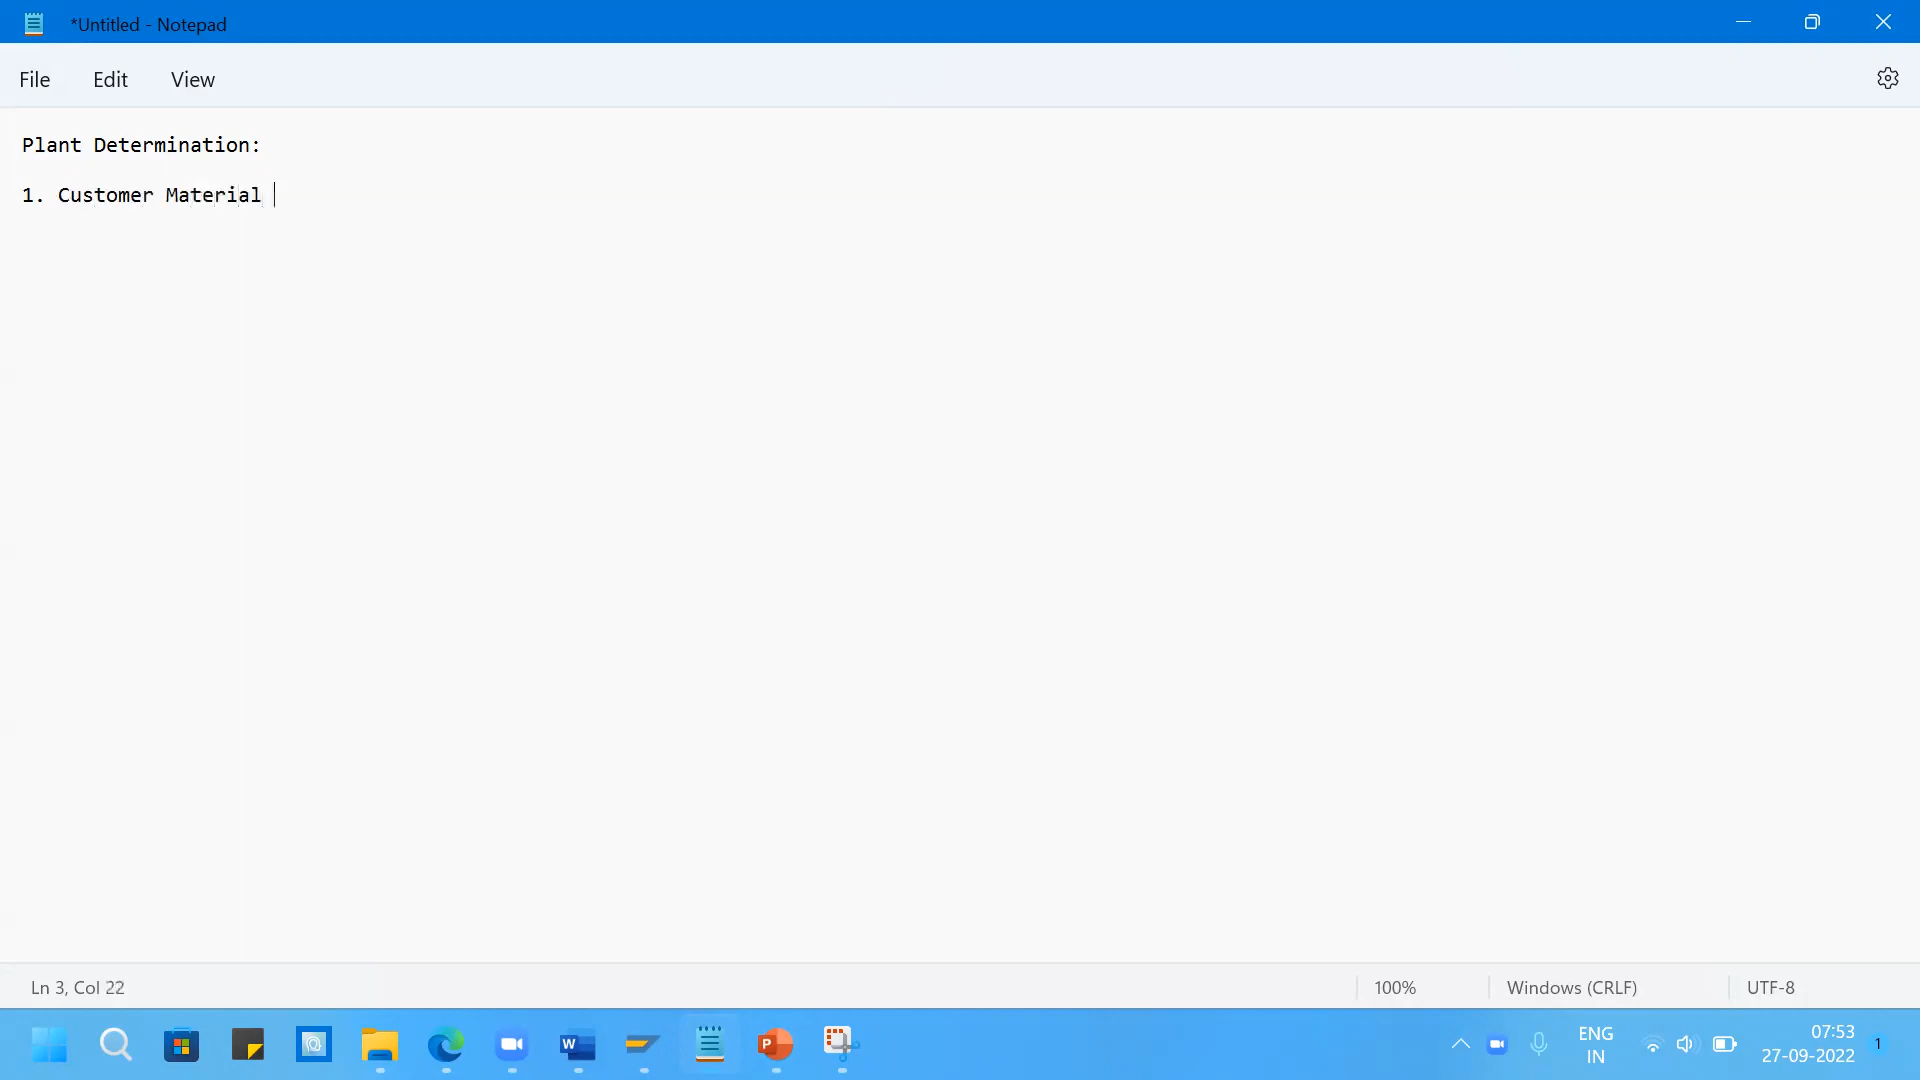 *Untitled - Notepad
File Edit View
Plant Determination:
1. Customer Material
Ln 3, Col 22 100% Windows (CRLF) UTF-8
ENG 07:53
IN 27-09-2022 1